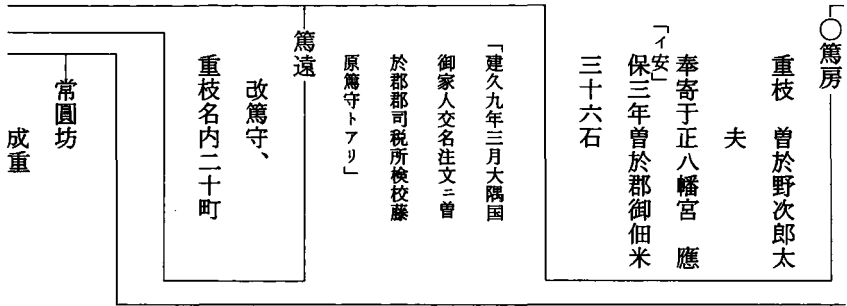 ○篤房
重枝　曽於野次郎太
夫
奉寄于正八幡宮　應
「イ安」
保三年曽於郡御佃米
三十六石
「建久九年三月大隅国
御家人交名注文ニ曽
於郡郡司税所検校藤
原篤守トアリ」
篤遠
改篤守、
重枝名内二十町
常圓坊
成重